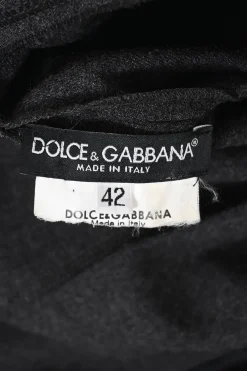 DOLCE & GABBANA®
MADE IN ITALY
42
DOLCE&GABBANA
Made in Italy